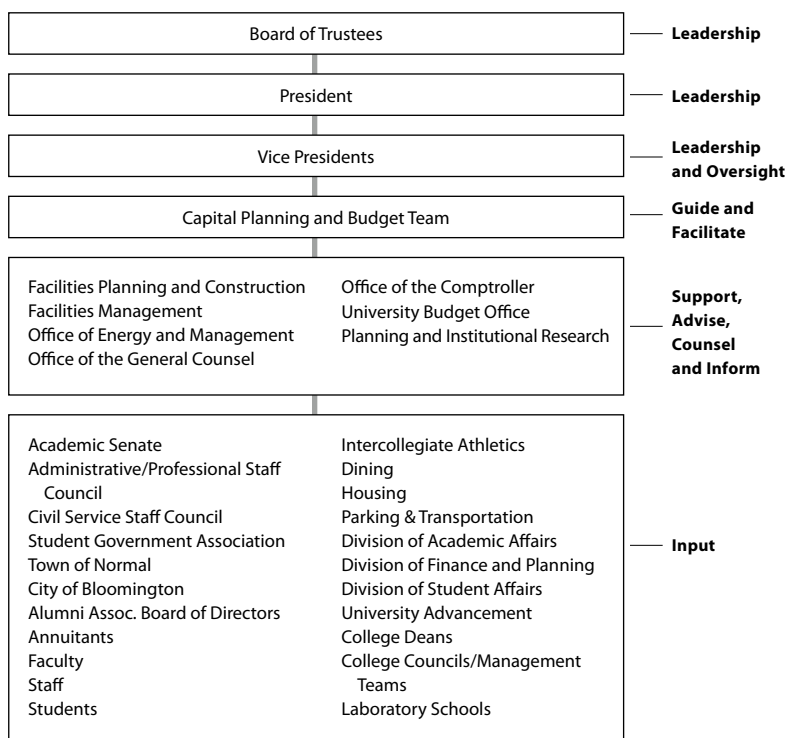 Board of Trustees
Leadership
President
Leadership
Vice Presidents
Leadership
and Oversight
Capital Planning and Budget Team
Guide and
Facilitate
Facilities Planning and Construction
Facilities Management
Office of Energy and Management
Office of the General Counsel
Office of the Comptroller
University Budget Office
Planning and Institutional Research
Support,
Advise,
Counsel
and Inform
Academic Senate
Administrative/Professional Staff
Council
Civil Service Staff Council
Student Government Association
Town of Normal
City of Bloomington
Alumni Assoc. Board of Directors
Annuitants
Faculty
Staff
Students
Intercollegiate Athletics
Dining
Housing
Parking & Transportation
Division of Academic Affairs
Division of Finance and Planning
Division of Student Affairs
University Advancement
College Deans
College Councils/Management
Teams
Laboratory Schools
Input